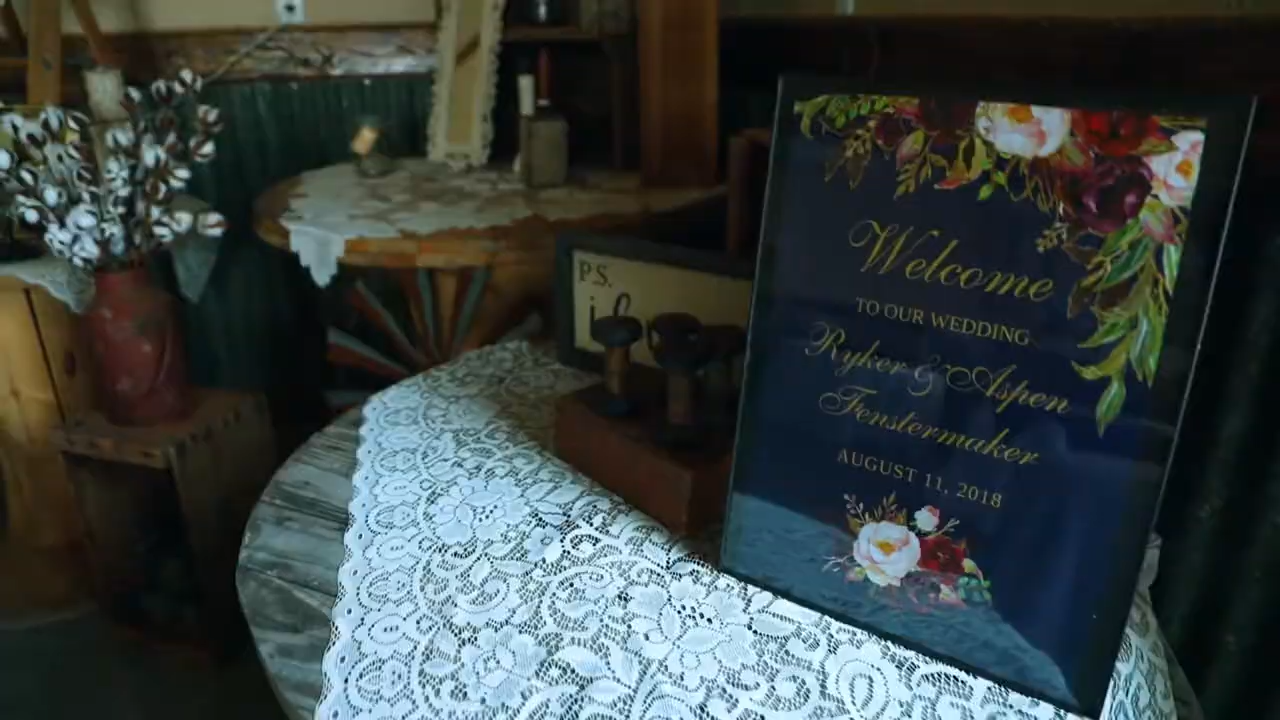 P.S.
Welcome
TO OUR WEDDING
Ryker & Aspen
Fenstermaker
AUGUST 11, 2018